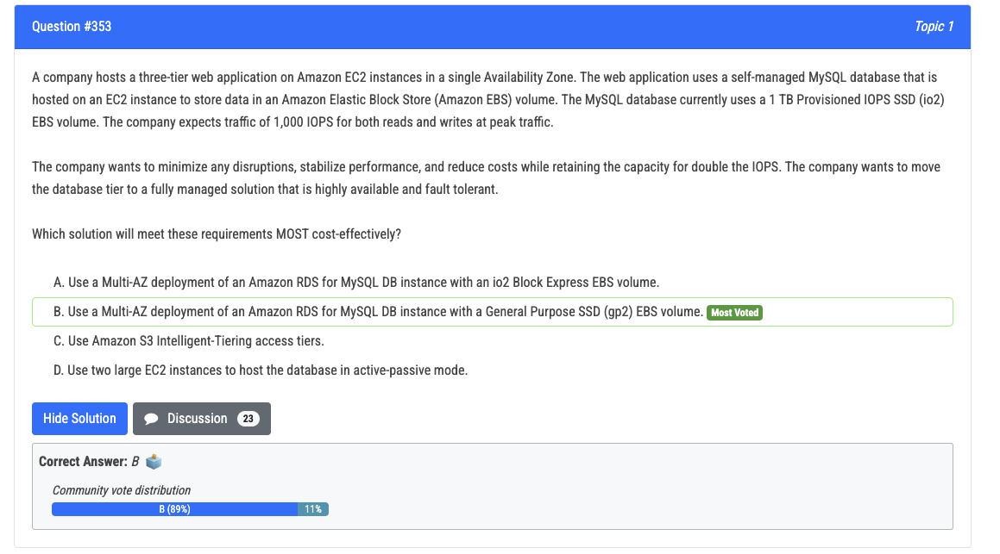 Question #353
Topic 1
A company hosts a three-tier web application on Amazon EC2 instances in a single Availability Zone. The web application uses a self-managed MySQL database that is
hosted on an EC2 instance to store data in an Amazon Elastic Block Store (Amazon EBS) volume. The MySQL database currently uses a 1 TB Provisioned IOPS SSD (io2)
EBS volume. The company expects traffic of 1,000 IOPS for both reads and writes at peak traffic.
The company wants to minimize any disruptions, stabilize performance, and reduce costs while retaining the capacity for double the IOPS. The company wants to move
the database tier to a fully managed solution that is highly available and fault tolerant.
Which solution will meet these requirements MOST cost-effectively?
A. Use a Multi-AZ deployment of an Amazon RDS for MySQL DB instance with an io2 Block Express EBS volume.
B. Use a Multi-AZ deployment of an Amazon RDS for MySQL DB instance with a General Purpose SSD (gp2) EBS volume. Most Voted
C. Use Amazon S3 Intelligent-Tiering access tiers.
D. Use two large EC2 instances to host the database in active-passive mode.
Hide Solution
Discussion 23
Correct Answer: B
Community vote distribution
B (89%)
11%